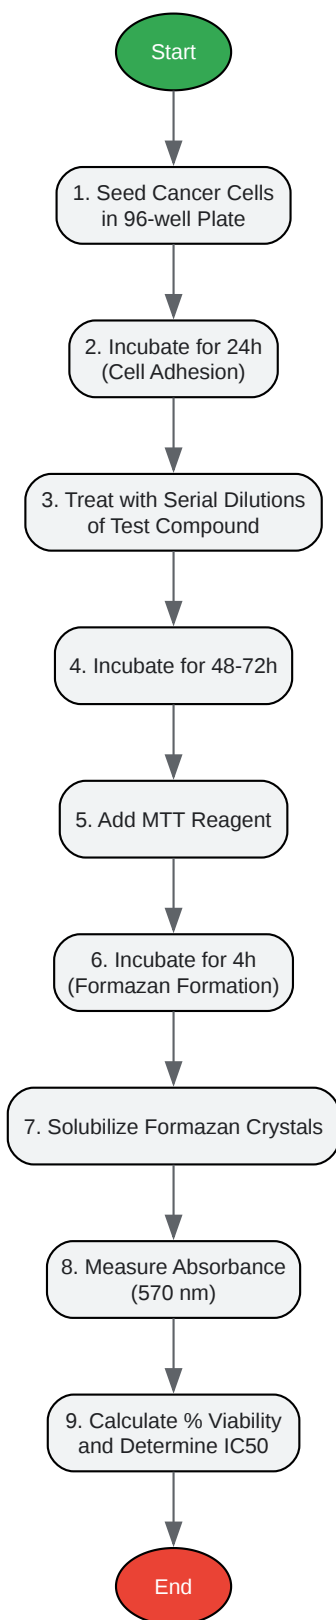 Start
1. Seed Cancer Cells
in 96-well Plate
2. Incubate for 24h
(Cell Adhesion)
3. Treat with Serial Dilutions
of Test Compound
4. Incubate for 48-72h
5. Add MTT Reagent
6. Incubate for 4h
(Formazan Formation)
7. Solubilize Formazan Crystals
8. Measure Absorbance
(570 nm)
9. Calculate % Viability
and Determine IC50
End